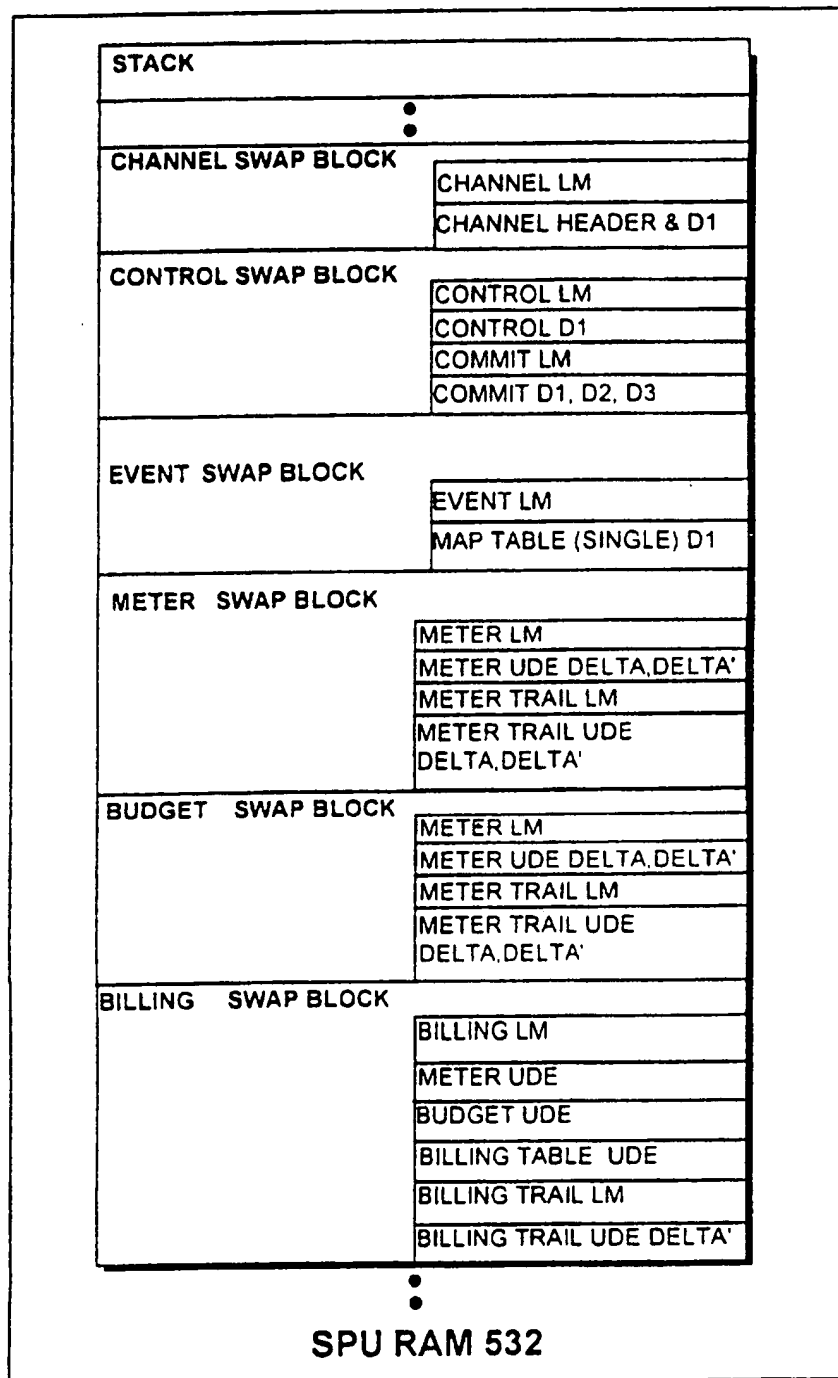 STACK
CHANNEL SWAP BLOCK
CHANNEL LM
CHANNEL HEADER & D1
CONTROL SWAP BLOCK
CONTROL LM
CONTROL D1
COMMIT LM
COMMIT D1, D2, D3
EVENT SWAP BLOCK
EVENT LM
MAP TABLE (SINGLE) D1
METER SWAP BLOCK
METER LM
METER UDE DELTA,DELTA'
METER TRAIL LM
METER TRAIL UDE
DELTA,DELTA'
BUDGET SWAP BLOCK
METER LM
METER UDE DELTA,DELTA'
METER TRAIL LM
METER TRAIL UDE
DELTA,DELTA'
BILLING SWAP BLOCK
BILLING LM
METER UDE
BUDGET UDE
BILLING TABLE UDE
BILLING TRAIL LM
BILLING TRAIL UDE DELTA'
SPU RAM 532